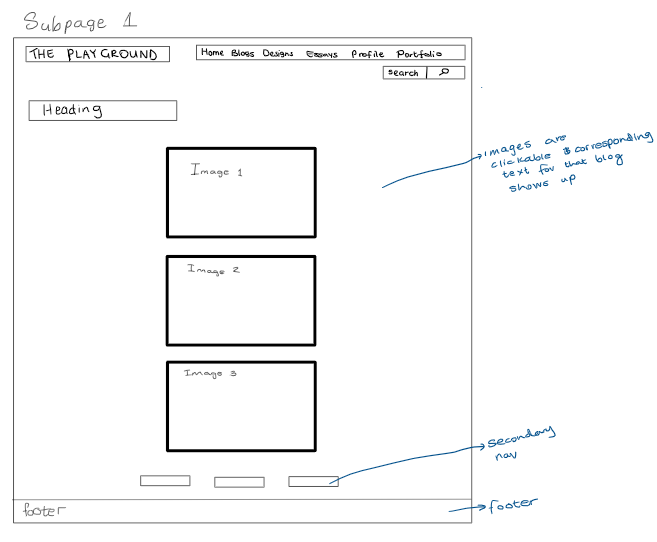 Subpage 1
THE PLAYGROUND
Home Blogs Designs Essays Profile Portfolio
search
Heading
Image 1
images are
clickable & corresponding
text for that blog
shows up
Image 2
Image 3
seconday
nav
footer
footer